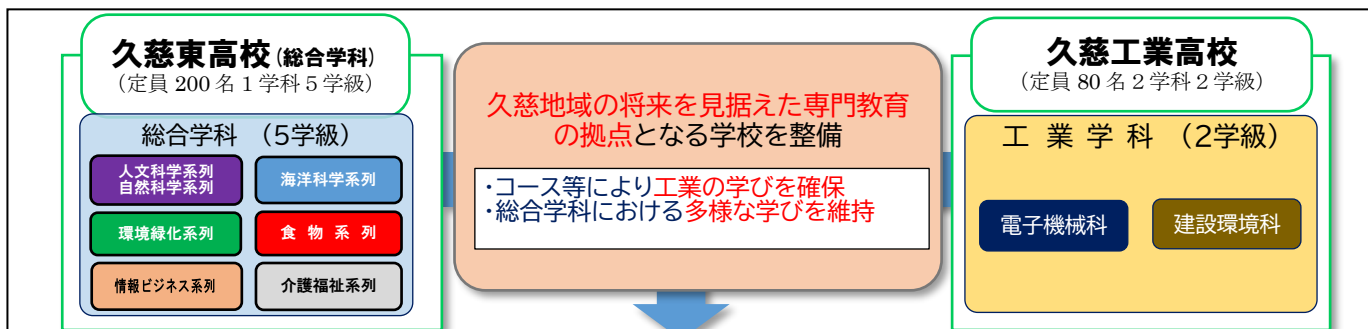 久慈東高校(総合学科)
(定員 200 名 1 学科 5 学級)
総合学科 (5学級)
人文科学系列
自然科学系列
海洋科学系列
環境緑化系列
食 物 系 列
情報ビジネス系列
介護福祉系列
久慈地域の将来を見据えた専門教育
の拠点となる学校を整備
・コース等により工業の学びを確保
・総合学科における多様な学びを維持
久慈工業高校
(定員 80 名 2 学科 2 学級)
工 業 学 科 (2学級)
電子機械科
建設環境科